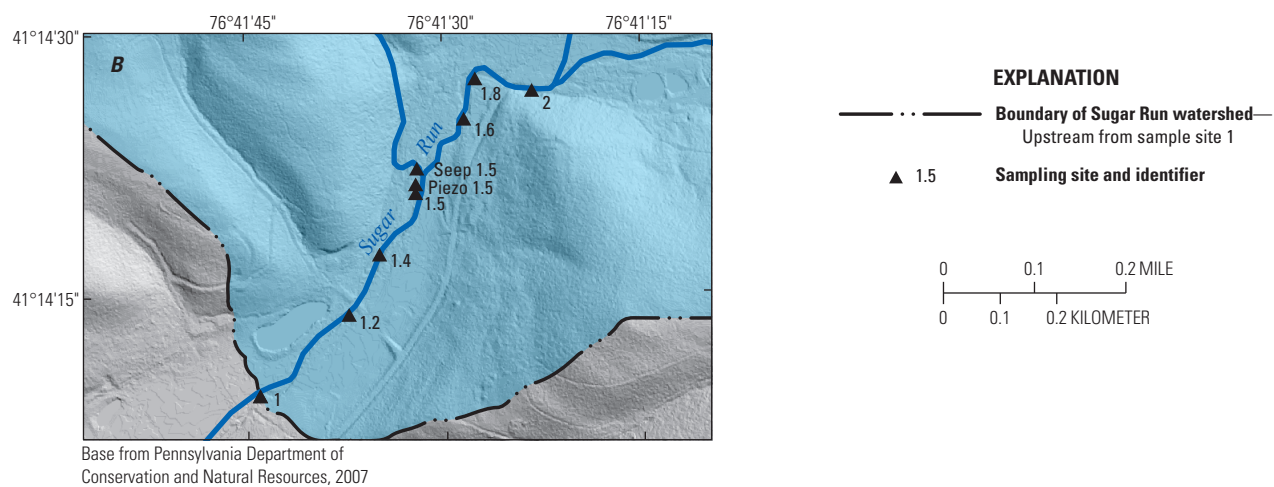 76°41'45" 76°41'30" 76°41'15"
41°14'30"
B
1.8
2
1.6
Run
Seep 1.5
Piezo 1.5
1.5
Sugar
1.4
41°14'15"
1.2
1
Base from Pennsylvania Department of
Conservation and Natural Resources, 2007
EXPLANATION
Boundary of Sugar Run watershed—
Upstream from sample site 1
1.5 Sampling site and identifier
0 0.1 0.2 MILE
0 0.1 0.2 KILOMETER